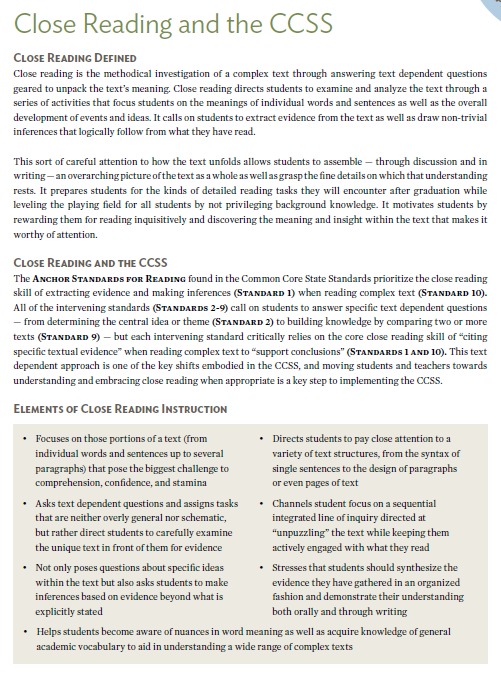 Close Reading and the CCSS
CLOSE READING DEFINED
Close reading is the methodical investigation of a complex text through answering text dependent questions
geared to unpack the text's meaning. Close reading directs students to examine and analyze the text through a
series of activities that focus students on the meanings of individual words and sentences as well as the overall
development of events and ideas. It calls on students to extract evidence from the text as well as draw non-trivial
inferences that logically follow from what they have read.
This sort of careful attention to how the text unfolds allows students to assemble — through discussion and in
writing — an overarching picture of the text as a whole as well as grasp the fine details on which that understanding
rests. It prepares students for the kinds of detailed reading tasks they will encounter after graduation while
leveling the playing field for all students by not privileging background knowledge. It motivates students by
rewarding them for reading inquisitively and discovering the meaning and insight within the text that makes it
worthy of attention.
CLOSE READING AND THE CCSS
The ANCHOR STANDARDS FOR READING found in the Common Core State Standards prioritize the close reading
skill of extracting evidence and making inferences (STANDARD 1) when reading complex text (STANDARD 10).
All of the intervening standards (STANDARDS 2-9) call on students to answer specific text dependent questions
— from determining the central idea or theme (STANDARD 2) to building knowledge by comparing two or more
texts (STANDARD 9) — but each intervening standard critically relies on the core close reading skill of "citing
specific textual evidence" when reading complex text to "support conclusions" (STANDARDS 1 AND 10). This text
dependent approach is one of the key shifts embodied in the CCSS, and moving students and teachers towards
understanding and embracing close reading when appropriate is a key step to implementing the CCSS.
ELEMENTS OF CLOSE READING INSTRUCTION
• Focuses on those portions of a text (from
individual words and sentences up to several
paragraphs) that pose the biggest challenge to
comprehension, confidence, and stamina
• Asks text dependent questions and assigns tasks
that are neither overly general nor schematic,
but rather direct students to carefully examine
the unique text in front of them for evidence
• Not only poses questions about specific ideas
within the text but also asks students to make
inferences based on evidence beyond what is
explicitly stated
• Directs students to pay close attention to a
variety of text structures, from the syntax of
single sentences to the design of paragraphs
or even pages of text
• Channels student focus on a sequential
integrated line of inquiry directed at
"unpuzzling" the text while keeping them
actively engaged with what they read
• Stresses that students should synthesize the
evidence they have gathered in an organized
fashion and demonstrate their understanding
both orally and through writing
• Helps students become aware of nuances in word meaning as well as acquire knowledge of general
academic vocabulary to aid in understanding a wide range of complex texts